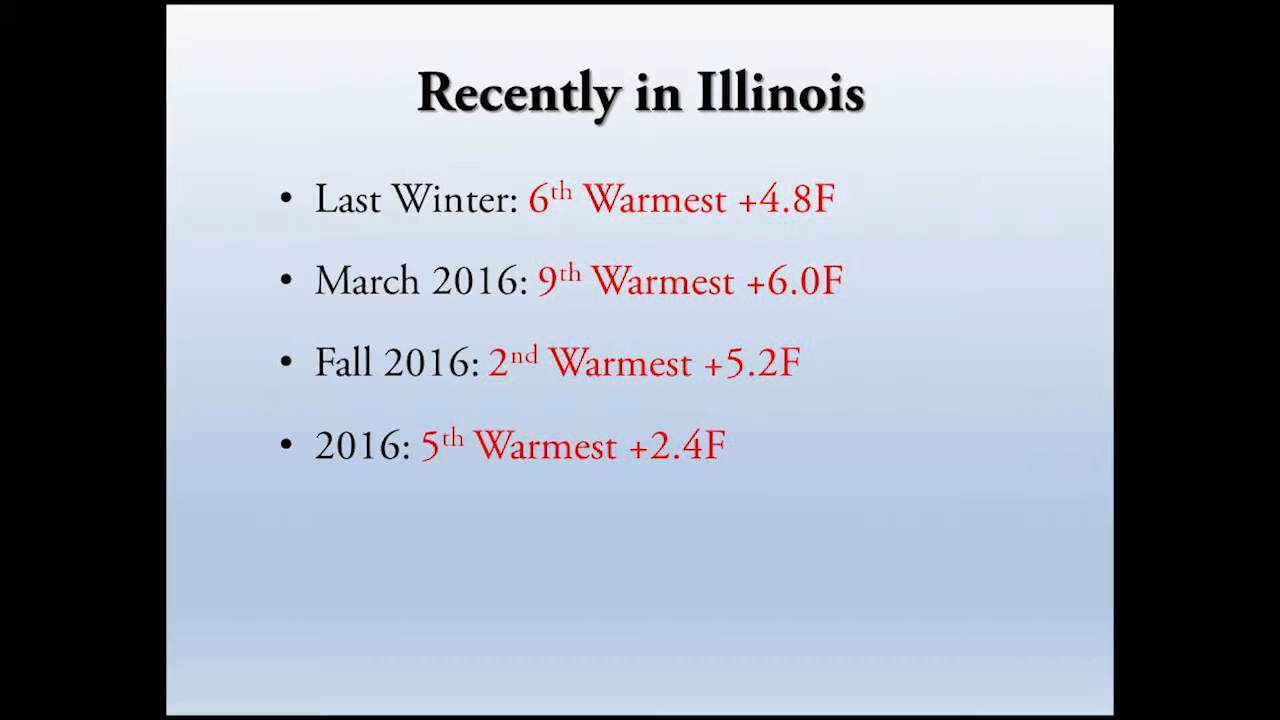 Recently in Illinois
• Last Winter: 6th Warmest +4.8F
• March 2016: 9th Warmest +6.0F
• Fall 2016: 2nd Warmest +5.2F
• 2016: 5th Warmest +2.4F